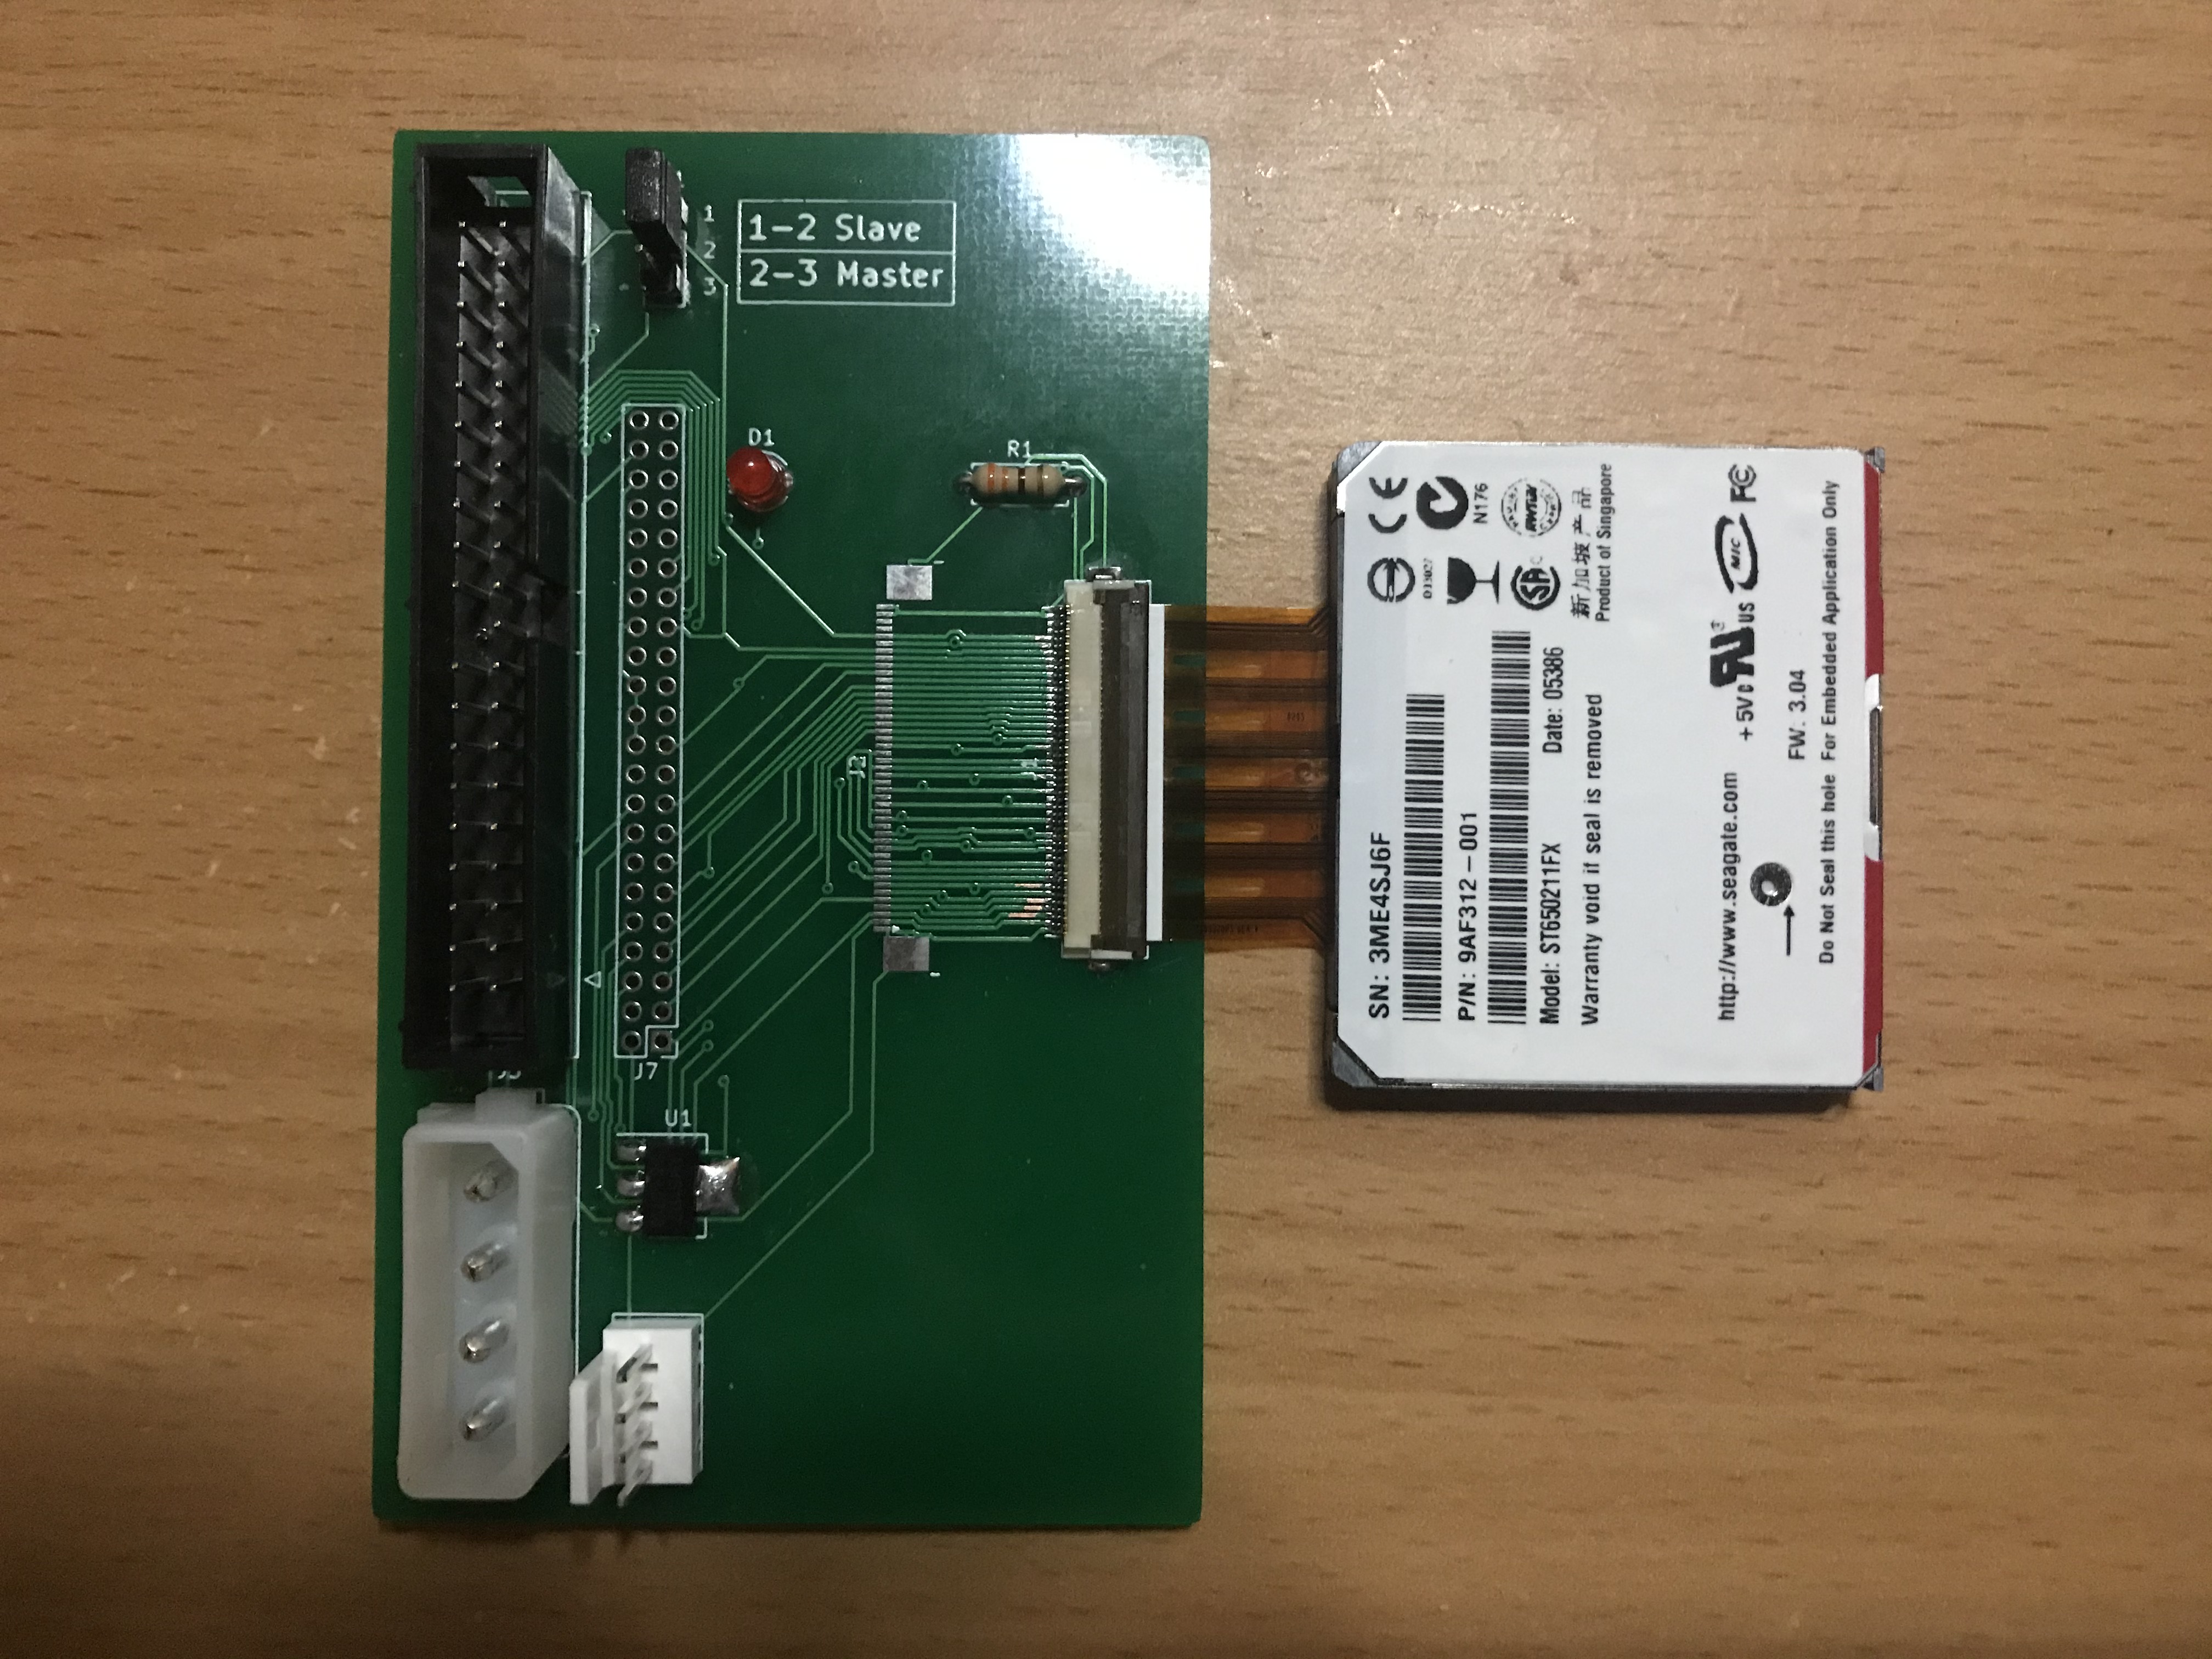 J7
U1
3 2 1
D1
1-2 Slave
2-3 Master
J2
R1
SN: 3ME4SJ6F
P/N: 9AF312-001
Model: ST650211FX
Date: 05386
Warranty void if seal is removed
D33027
CE
N176
SA
新加坡产品
Product of Singapore
http://www.seagate.com
+5V
c
US
MIC
FC
FW. 3.04
Do Not Seal this hole
For Embedded Application Only